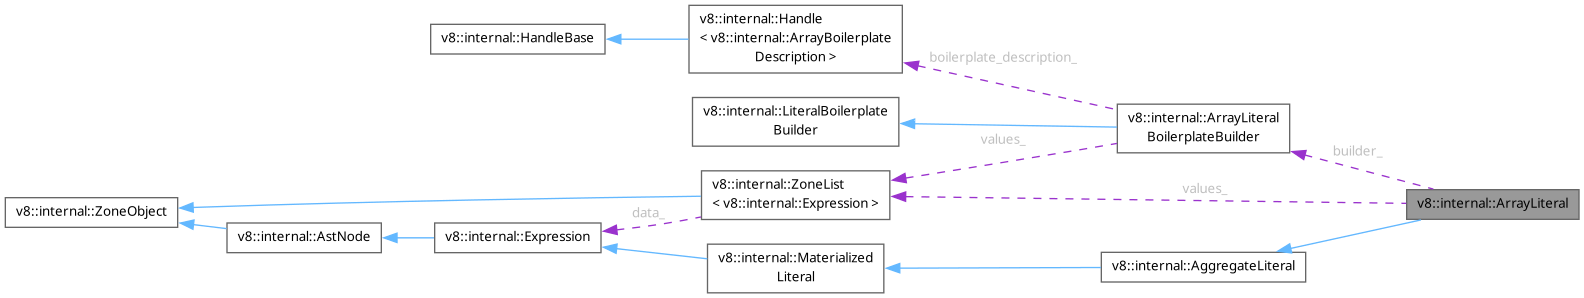 v8::internal::Handle
< v8::internal::ArrayBoilerplate
Description >
v8::internal::HandleBase
boilerplate_description_
v8::internal::LiteralBoilerplate
Builder
v8::internal::ArrayLiteral
BoilerplateBuilder
values_
builder_
v8::internal::ZoneList
< v8::internal::Expression >
values_
v8::internal::ArrayLiteral
v8::internal::ZoneObject
data_
v8::internal::AstNode
v8::internal::Expression
v8::internal::Materialized
Literal
v8::internal::AggregateLiteral